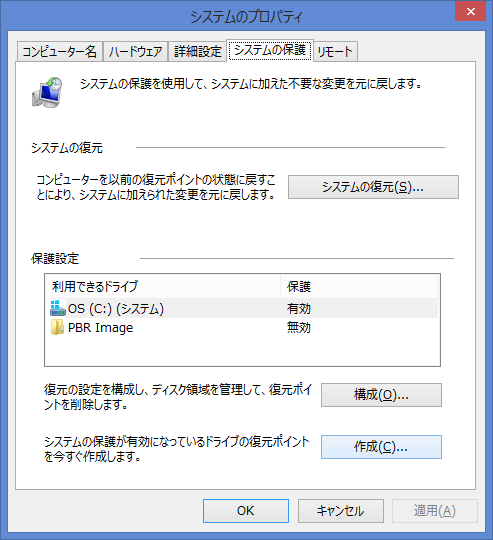 システムのプロパティ
コンピューター名 ハードウェア 詳細設定 システムの保護 リモート
システムの保護を使用して、システムに加えた不要な変更を元に戻します。
システムの復元
コンピューターを以前の復元ポイントの状態に戻すこ
とにより、システムに加えられた変更を元に戻します。
システムの復元(S)...
保護設定
利用できるドライブ 保護
OS (C:) (システム) 有効
PBR Image 無効
復元の設定を構成し、ディスク領域を管理して、復元ポイ
ントを削除します。
構成(O)...
システムの保護が有効になっているドライブの復元ポイント
を今すぐ作成します。
作成(C)...
OK キャンセル 適用(A)